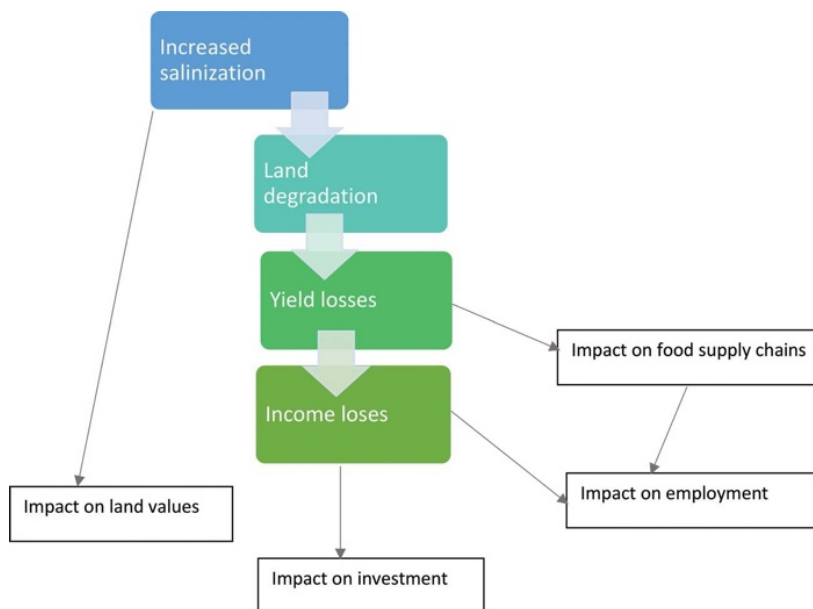 Increased
salinization
Land
degradation
Yield losses
Impact on food supply chains
Income loses
Impact on employment
Impact on land values
Impact on investment